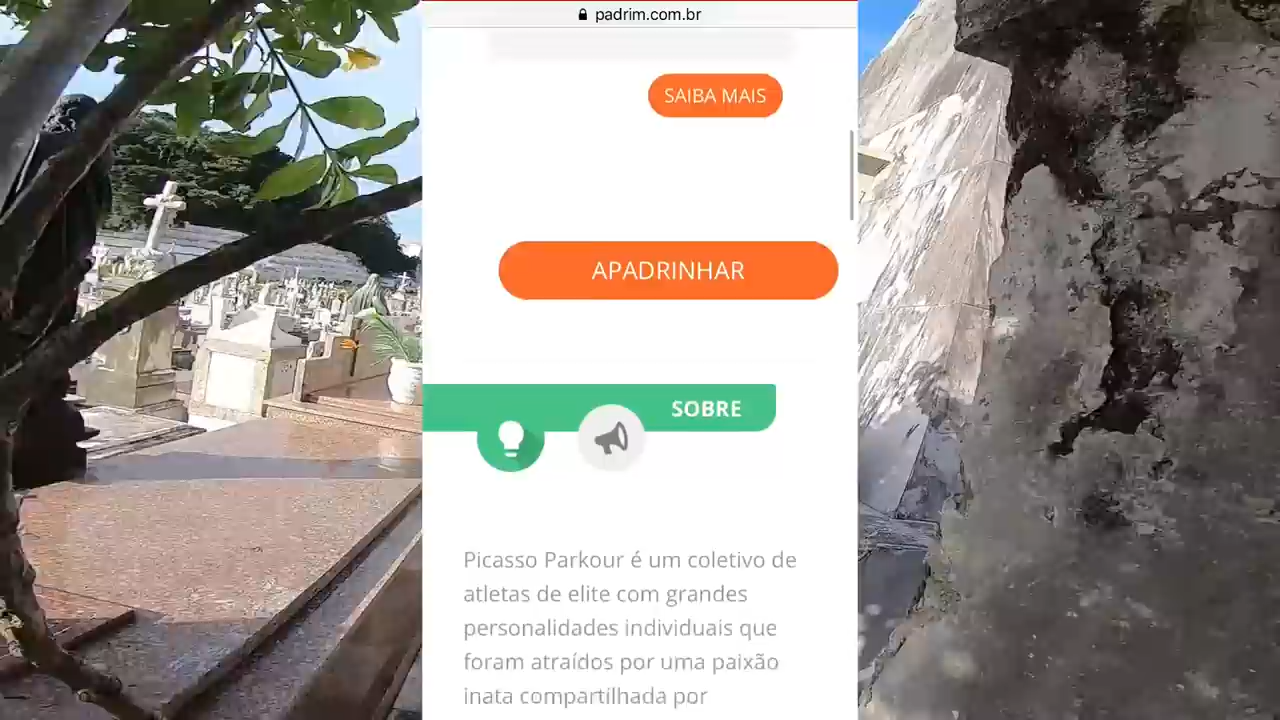 padrim.com.br
SAIBA MAIS
APADRINHAR
SOBRE
Picasso Parkour é um coletivo de
atletas de elite com grandes
personalidades individuais que
foram atraídos por uma paixão
inata compartilhada por